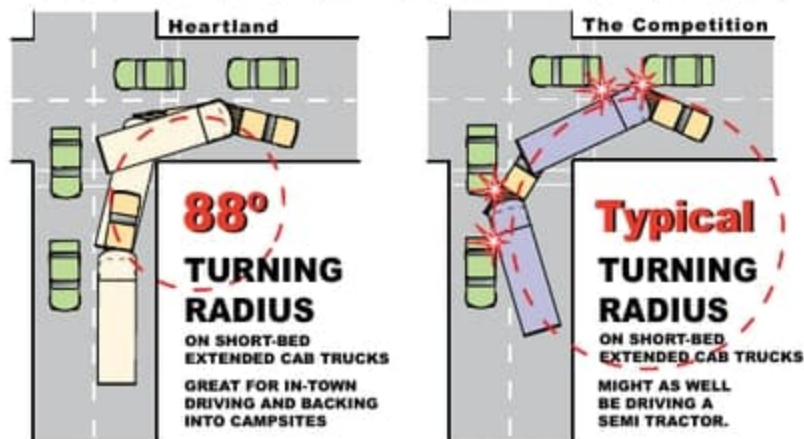 Heartland
88º
TURNING
RADIUS
ON SHORT-BED
EXTENDED CAB TRUCKS
GREAT FOR IN-TOWN
DRIVING AND BACKING
INTO CAMPSITES
The Competition
Typical
TURNING
RADIUS
ON SHORT-BED
EXTENDED CAB TRUCKS
MIGHT AS WELL
BE DRIVING A
SEMI TRACTOR.